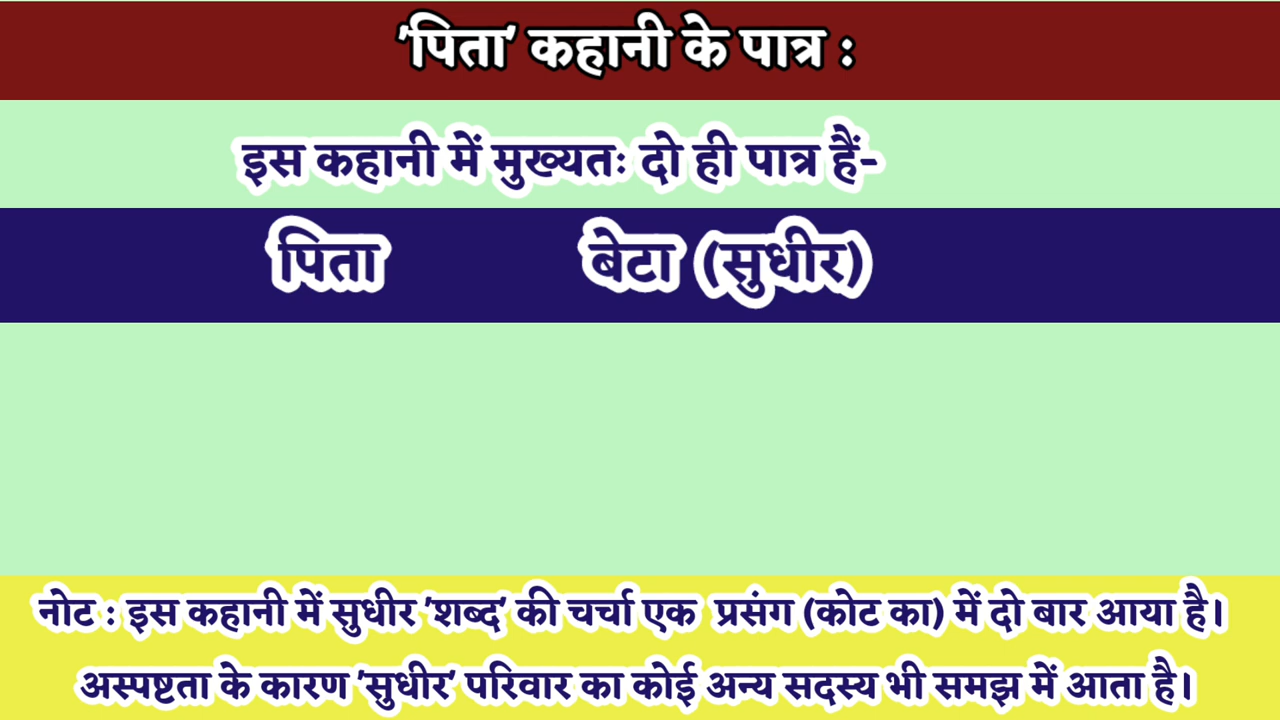 'पिता' कहानी के पात्र :
इस कहानी में मुख्यतः दो ही पात्र हैं-
पिता बेटा (सुधीर)
नोट : इस कहानी में सुधीर 'शब्द' की चर्चा एक प्रसंग (कोट का) में दो बार आया है।
अस्पष्टता के कारण 'सुधीर' परिवार का कोई अन्य सदस्य भी समझ में आता है।